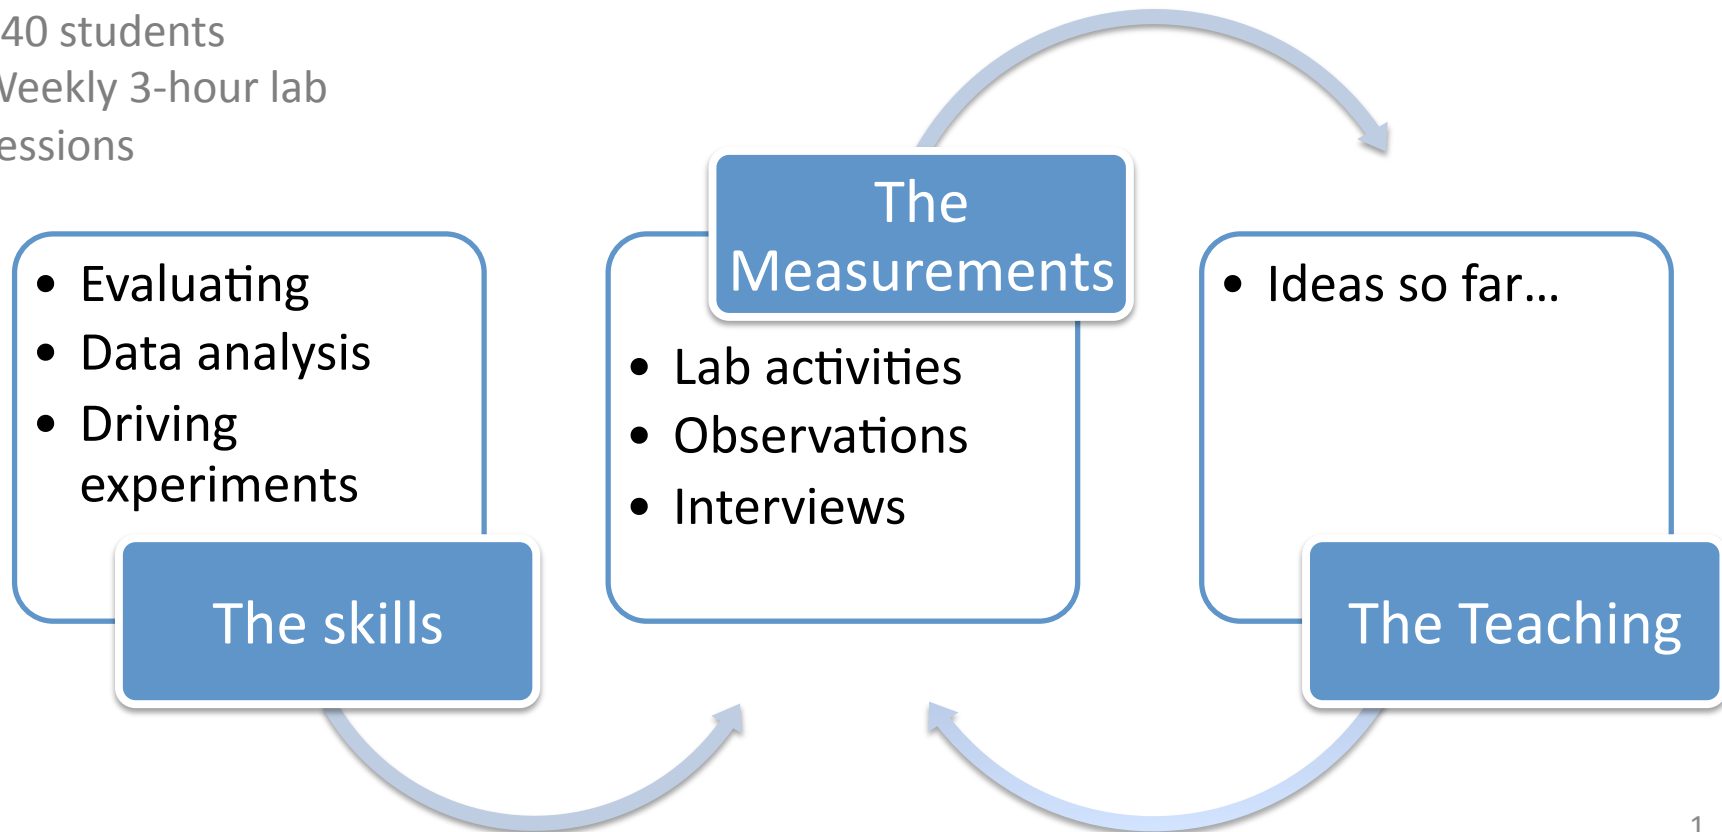 40 students
Weekly 3-hour lab
essions
• Evaluating
• Data analysis
• Driving
experiments
The skills
The
Measurements
• Lab activities
• Observations
• Interviews
• Ideas so far...
The Teaching
1